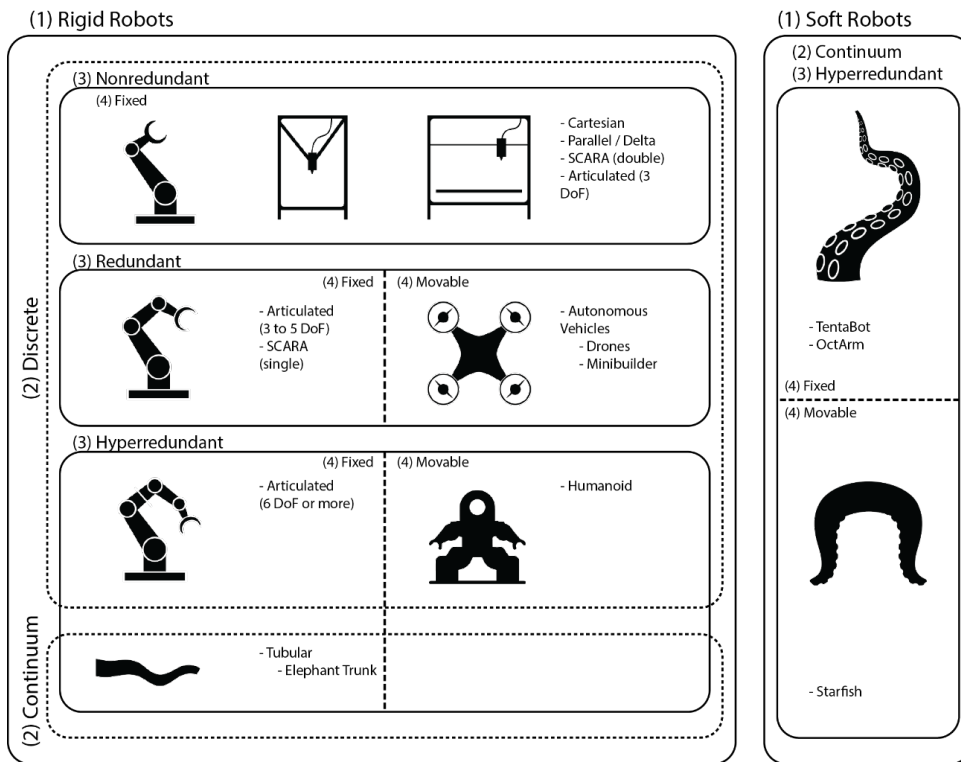 (1) Rigid Robots
(2) Discrete
(3) Nonredundant
(4) Fixed
- Cartesian
- Parallel / Delta
- SCARA (double)
- Articulated (3
DoF)
(3) Redundant
(4) Fixed
- Articulated
(3 to 5 DoF)
- SCARA
(single)
(4) Movable
- Autonomous
Vehicles
- Drones
- Minibuilder
(3) Hyperredundant
(4) Fixed
- Articulated
(6 DoF or more)
(4) Movable
- Humanoid
(2) Continuum
- Tubular
- Elephant Trunk
(1) Soft Robots
(2) Continuum
(3) Hyperredundant
- TentaBot
- OctArm
(4) Fixed
(4) Movable
- Starfish